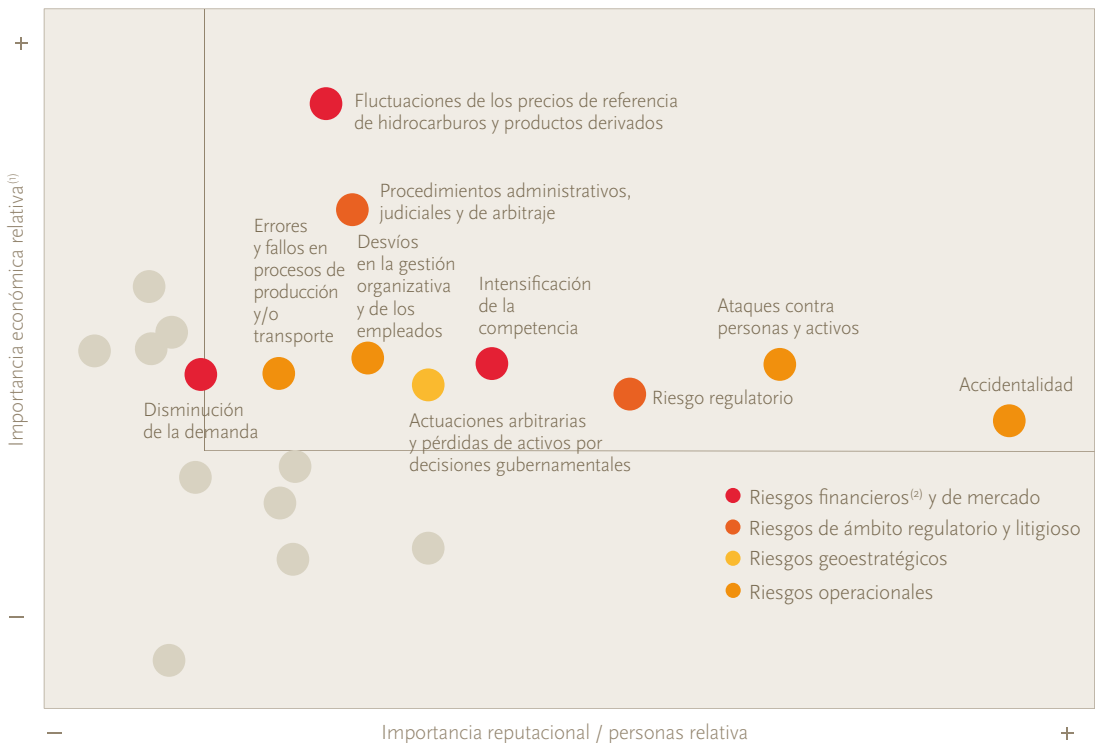 +
Importancia económica relativa(1)
–
Fluctuaciones de los precios de referencia
de hidrocarburos y productos derivados
Procedimientos administrativos,
judiciales y de arbitraje
Errores
y fallos en
procesos de
producción
y/o
transporte
Desvíos
en la gestión
organizativa
y de los
empleados
Intensificación
de la
competencia
Ataques contra
personas y activos
Accidentalidad
Riesgo regulatorio
Disminución
de la demanda
Actuaciones arbitrarias
y pérdidas de activos por
decisiones gubernamentales
Riesgos financieros(2) y de mercado
Riesgos de ámbito regulatorio y litigioso
Riesgos geoestratégicos
Riesgos operacionales
–
Importancia reputacional / personas relativa
+